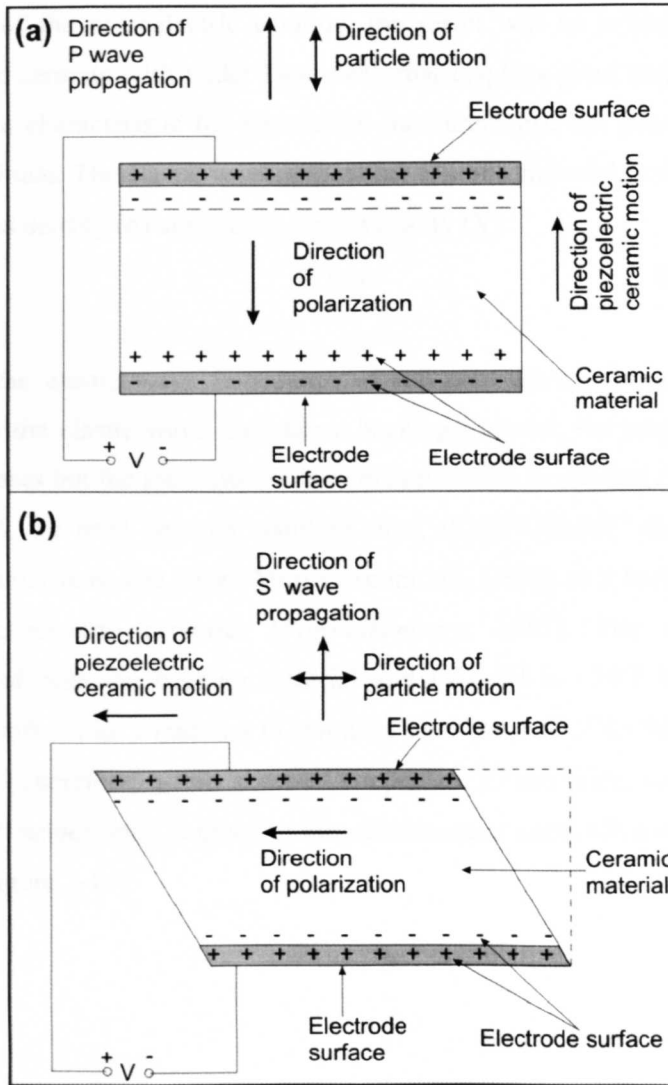 (a)
Direction of
P wave
propagation
Direction of
particle motion
Electrode surface
+ + + + + + + + + + + +
- - - - - - - - - - - -
Direction of
piezoelectric
ceramic motion
Direction
of
polarization
+ + + + + + + + + + + +
Ceramic
material
Electrode
surface
Electrode surface
+ V -
(b)
Direction of
S wave
propagation
Direction of
piezoelectric
ceramic motion
Direction of
particle motion
Electrode surface
+ + + + + + + + + + +
- - - - - - - - - - -
Direction
of polarization
Ceramic
material
- - - - - - - - - -
+ + + + + + + + + + +
Electrode
surface
Electrode surface
+ V -